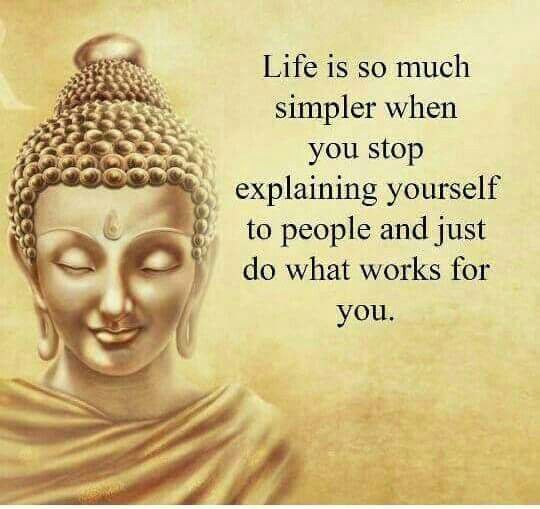 Life is so much
simpler when
you stop
explaining yourself
to people and just
do what works for
you.